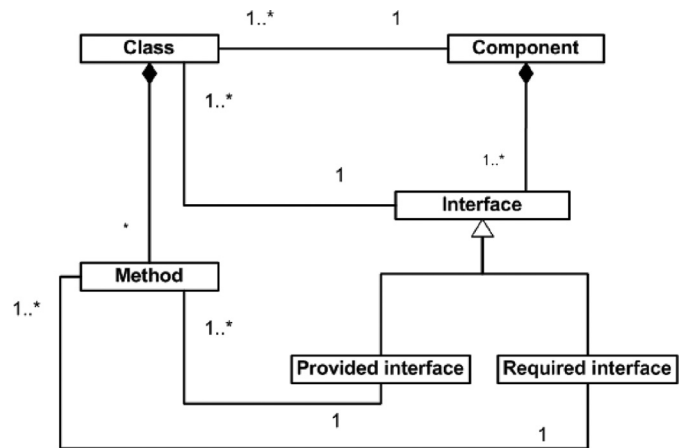 1..* 1
Class Component
1..*
1..*
1
Interface
*
Method
1..*
1..*
Provided interface Required interface
1
1